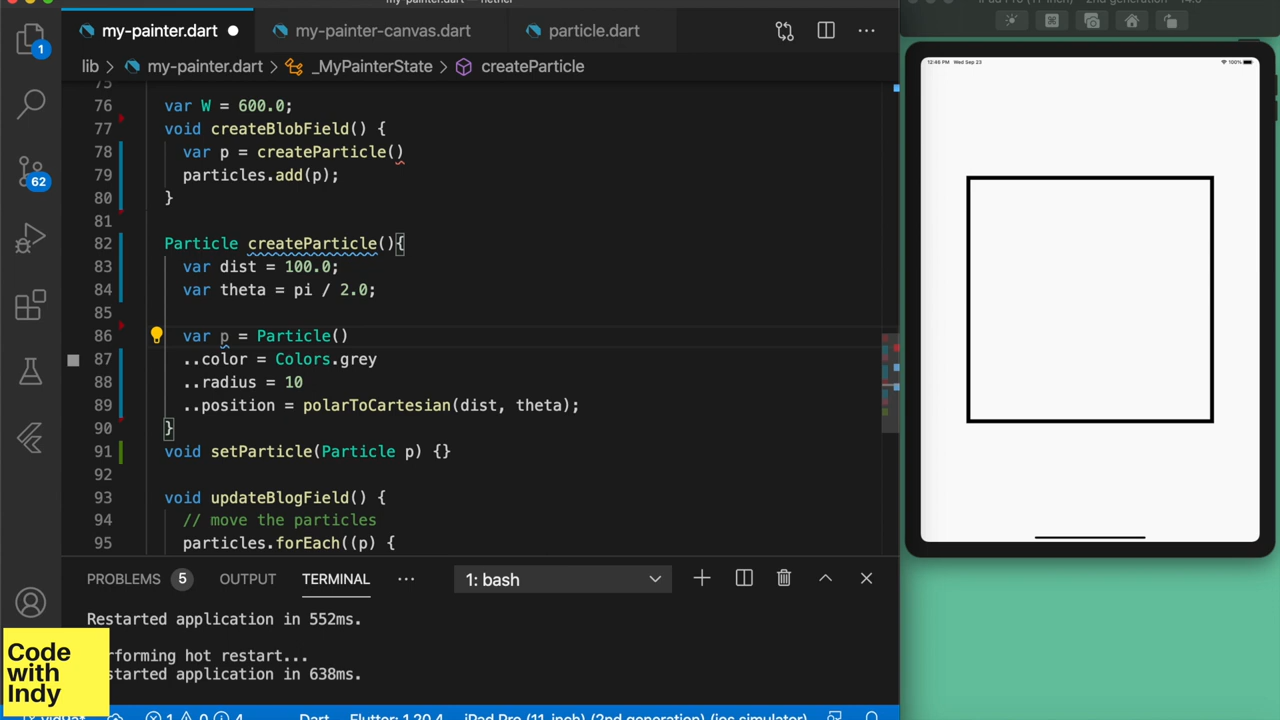 my-painter.dart
my-painter-canvas.dart
particle.dart
lib
my-painter.dart
_MyPainterState
createParticle
75
76 var W = 600.0;
77 void createBlobField() {
78 var p = createParticle()
79 particles.add(p);
80 }
81
82 Particle createParticle(){
83 var dist = 100.0;
84 var theta = pi / 2.0;
85
86 var p = Particle()
87 ..color = Colors.grey
88 ..radius = 10
89 ..position = polarToCartesian(dist, theta);
90 }
91 void setParticle(Particle p) {}
92
93 void updateBlogField() {
94 // move the particles
95 particles.forEach((p) {
PROBLEMS 5 OUTPUT TERMINAL
1: bash
Restarted application in 552ms.
rforming hot restart...
started application in 638ms.
1
62
Code
with
Indy
Dart
Flutter: 1.20.4
iPad Pro (11-inch) (2nd generation) (ios simulator)
12:46 PM Wed Sep 23
100%